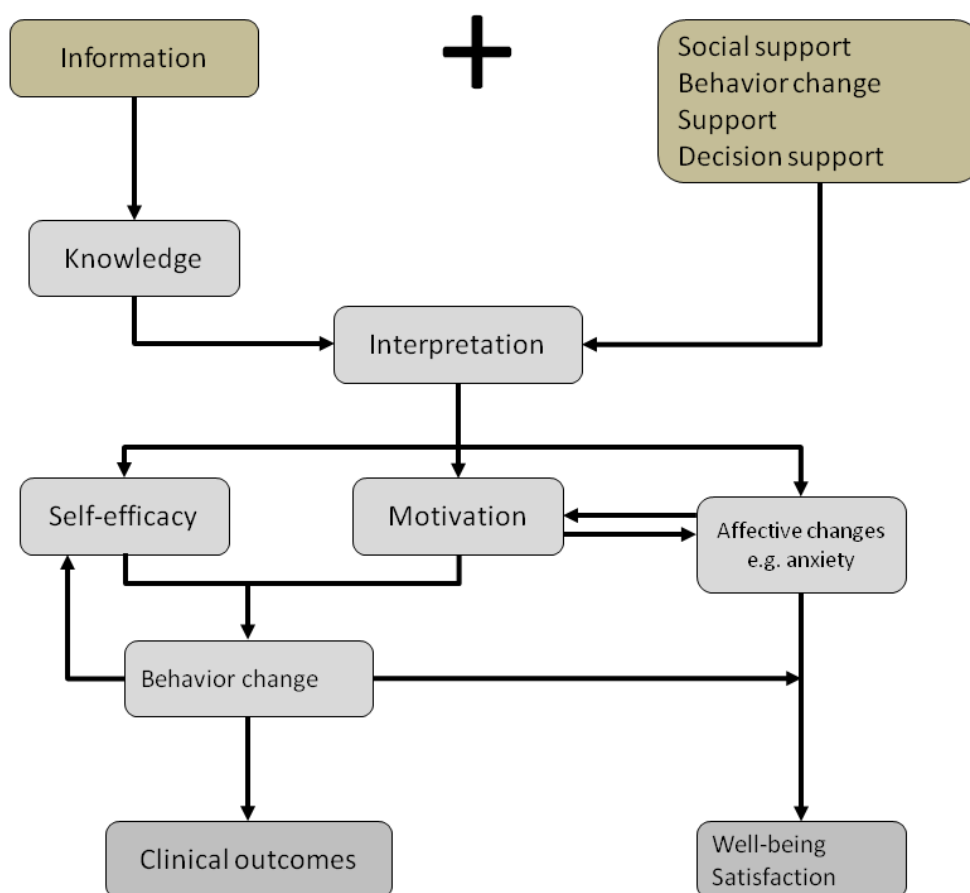 Information
+
Social support
Behavior change
Support
Decision support
Knowledge
Interpretation
Self-efficacy
Motivation
Affective changes
e.g. anxiety
Behavior change
Clinical outcomes
Well-being
Satisfaction